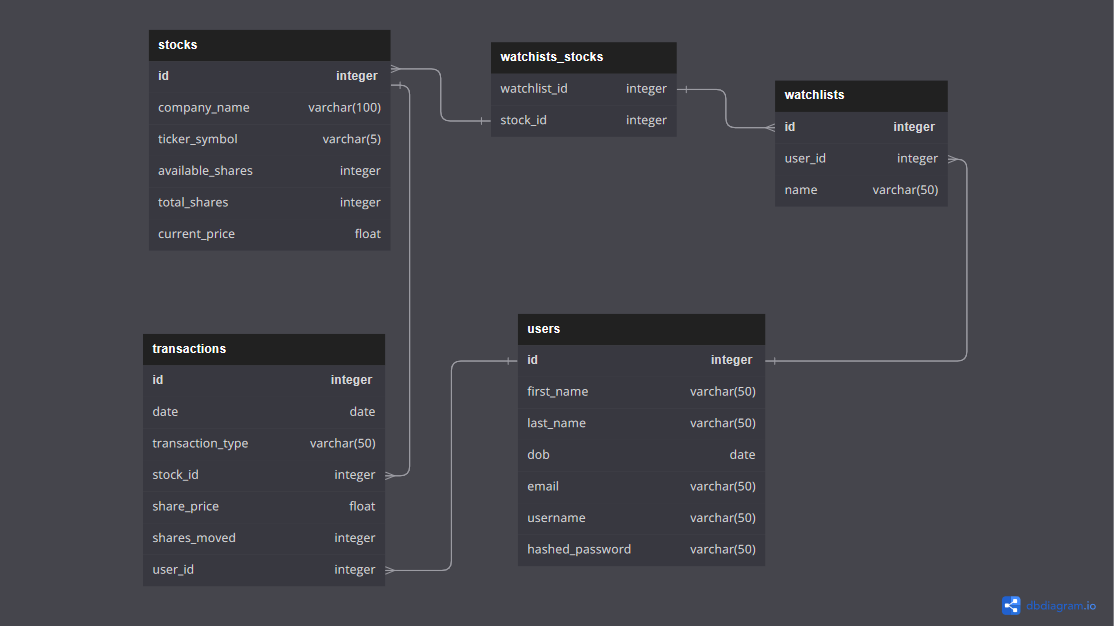 stocks
id integer
company_name varchar(100)
ticker_symbol varchar(5)
available_shares integer
total_shares integer
current_price float
watchists_stocks
watchlist_id integer
stock_id integer
watchlists
id integer
user_id integer
name varchar(50)
transactions
id integer
date date
transaction_type varchar(50)
stock_id integer
share_price float
shares_moved integer
user_id integer
users
id integer
first_name varchar(50)
last_name varchar(50)
dob date
email varchar(50)
username varchar(50)
hashed_password varchar(50)
dbdiagram.io